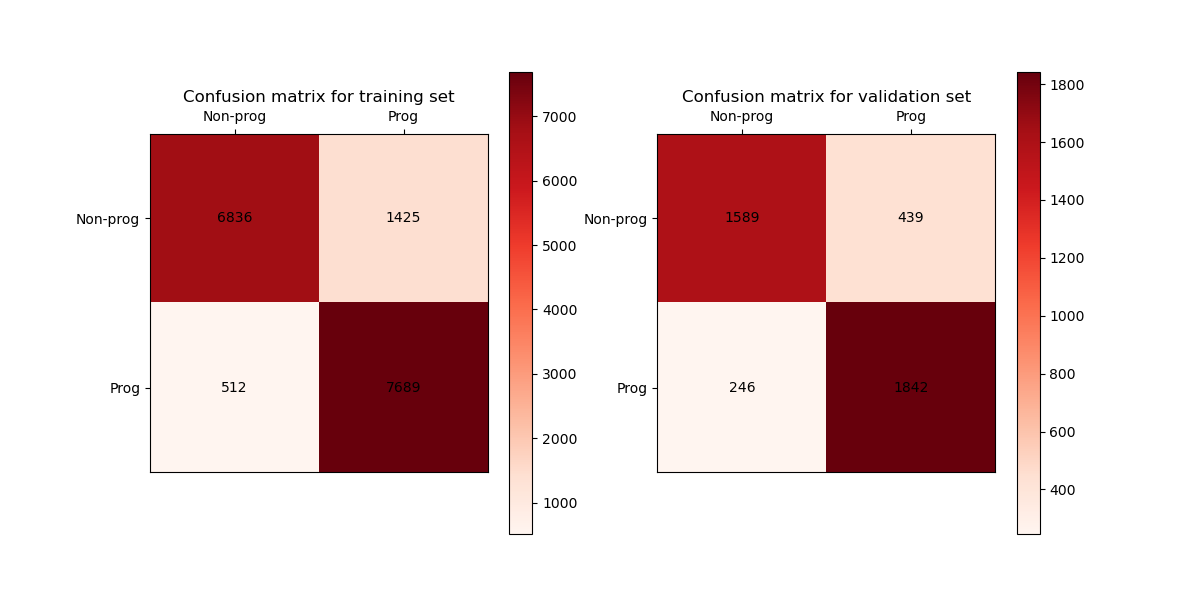 Confusion matrix for training set
Non-prog Prog
Non-prog 6836 1425
Prog 512 7689
7000
6000
5000
4000
3000
2000
1000
Confusion matrix for validation set
Non-prog Prog
Non-prog 1589 439
Prog 246 1842
1800
1600
1400
1200
1000
800
600
400